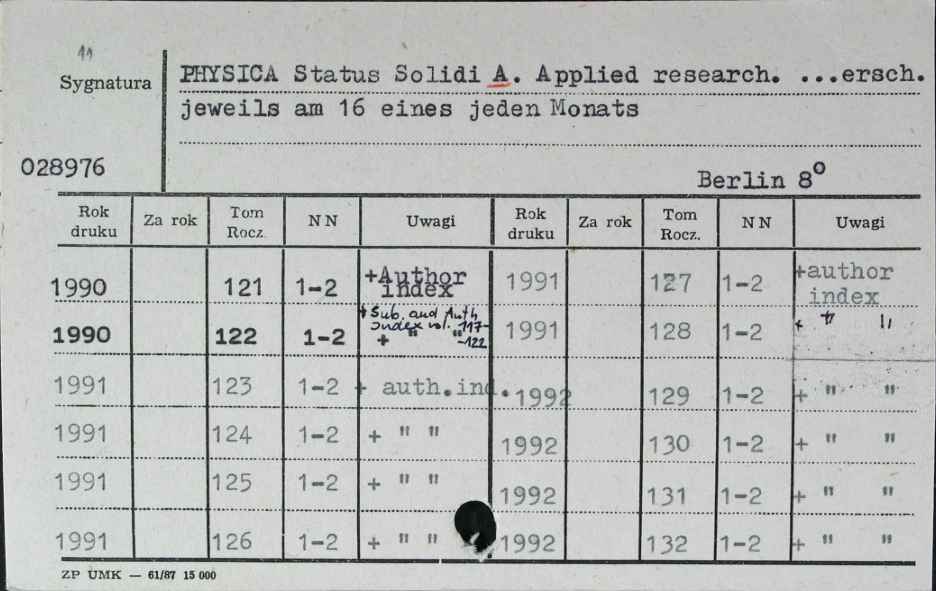 11
Sygnatura
PHYSICA Status Solidi A. Applied research. ...ersch.
jeweils am 16 eines jeden Monats
028976
Berlin 8°
Rok druku Za rok Tom Rocz. NN Uwagi Rok druku Za rok Tom Rocz. NN Uwagi
1990 121 1-2 +Author index 1991 127 1-2 +author index
1990 122 1-2 + Sub. and Auth Index vol. 117-122 + " " 1991 128 1-2 + " "
1991 123 1-2 + auth.ind. 1992 129 1-2 + " "
1991 124 1-2 + " " 1992 130 1-2 + " "
1991 125 1-2 + " " 1992 131 1-2 + " "
1991 126 1-2 + " " 1992 132 1-2 + " "
ZP UMK — 61/87 15 000